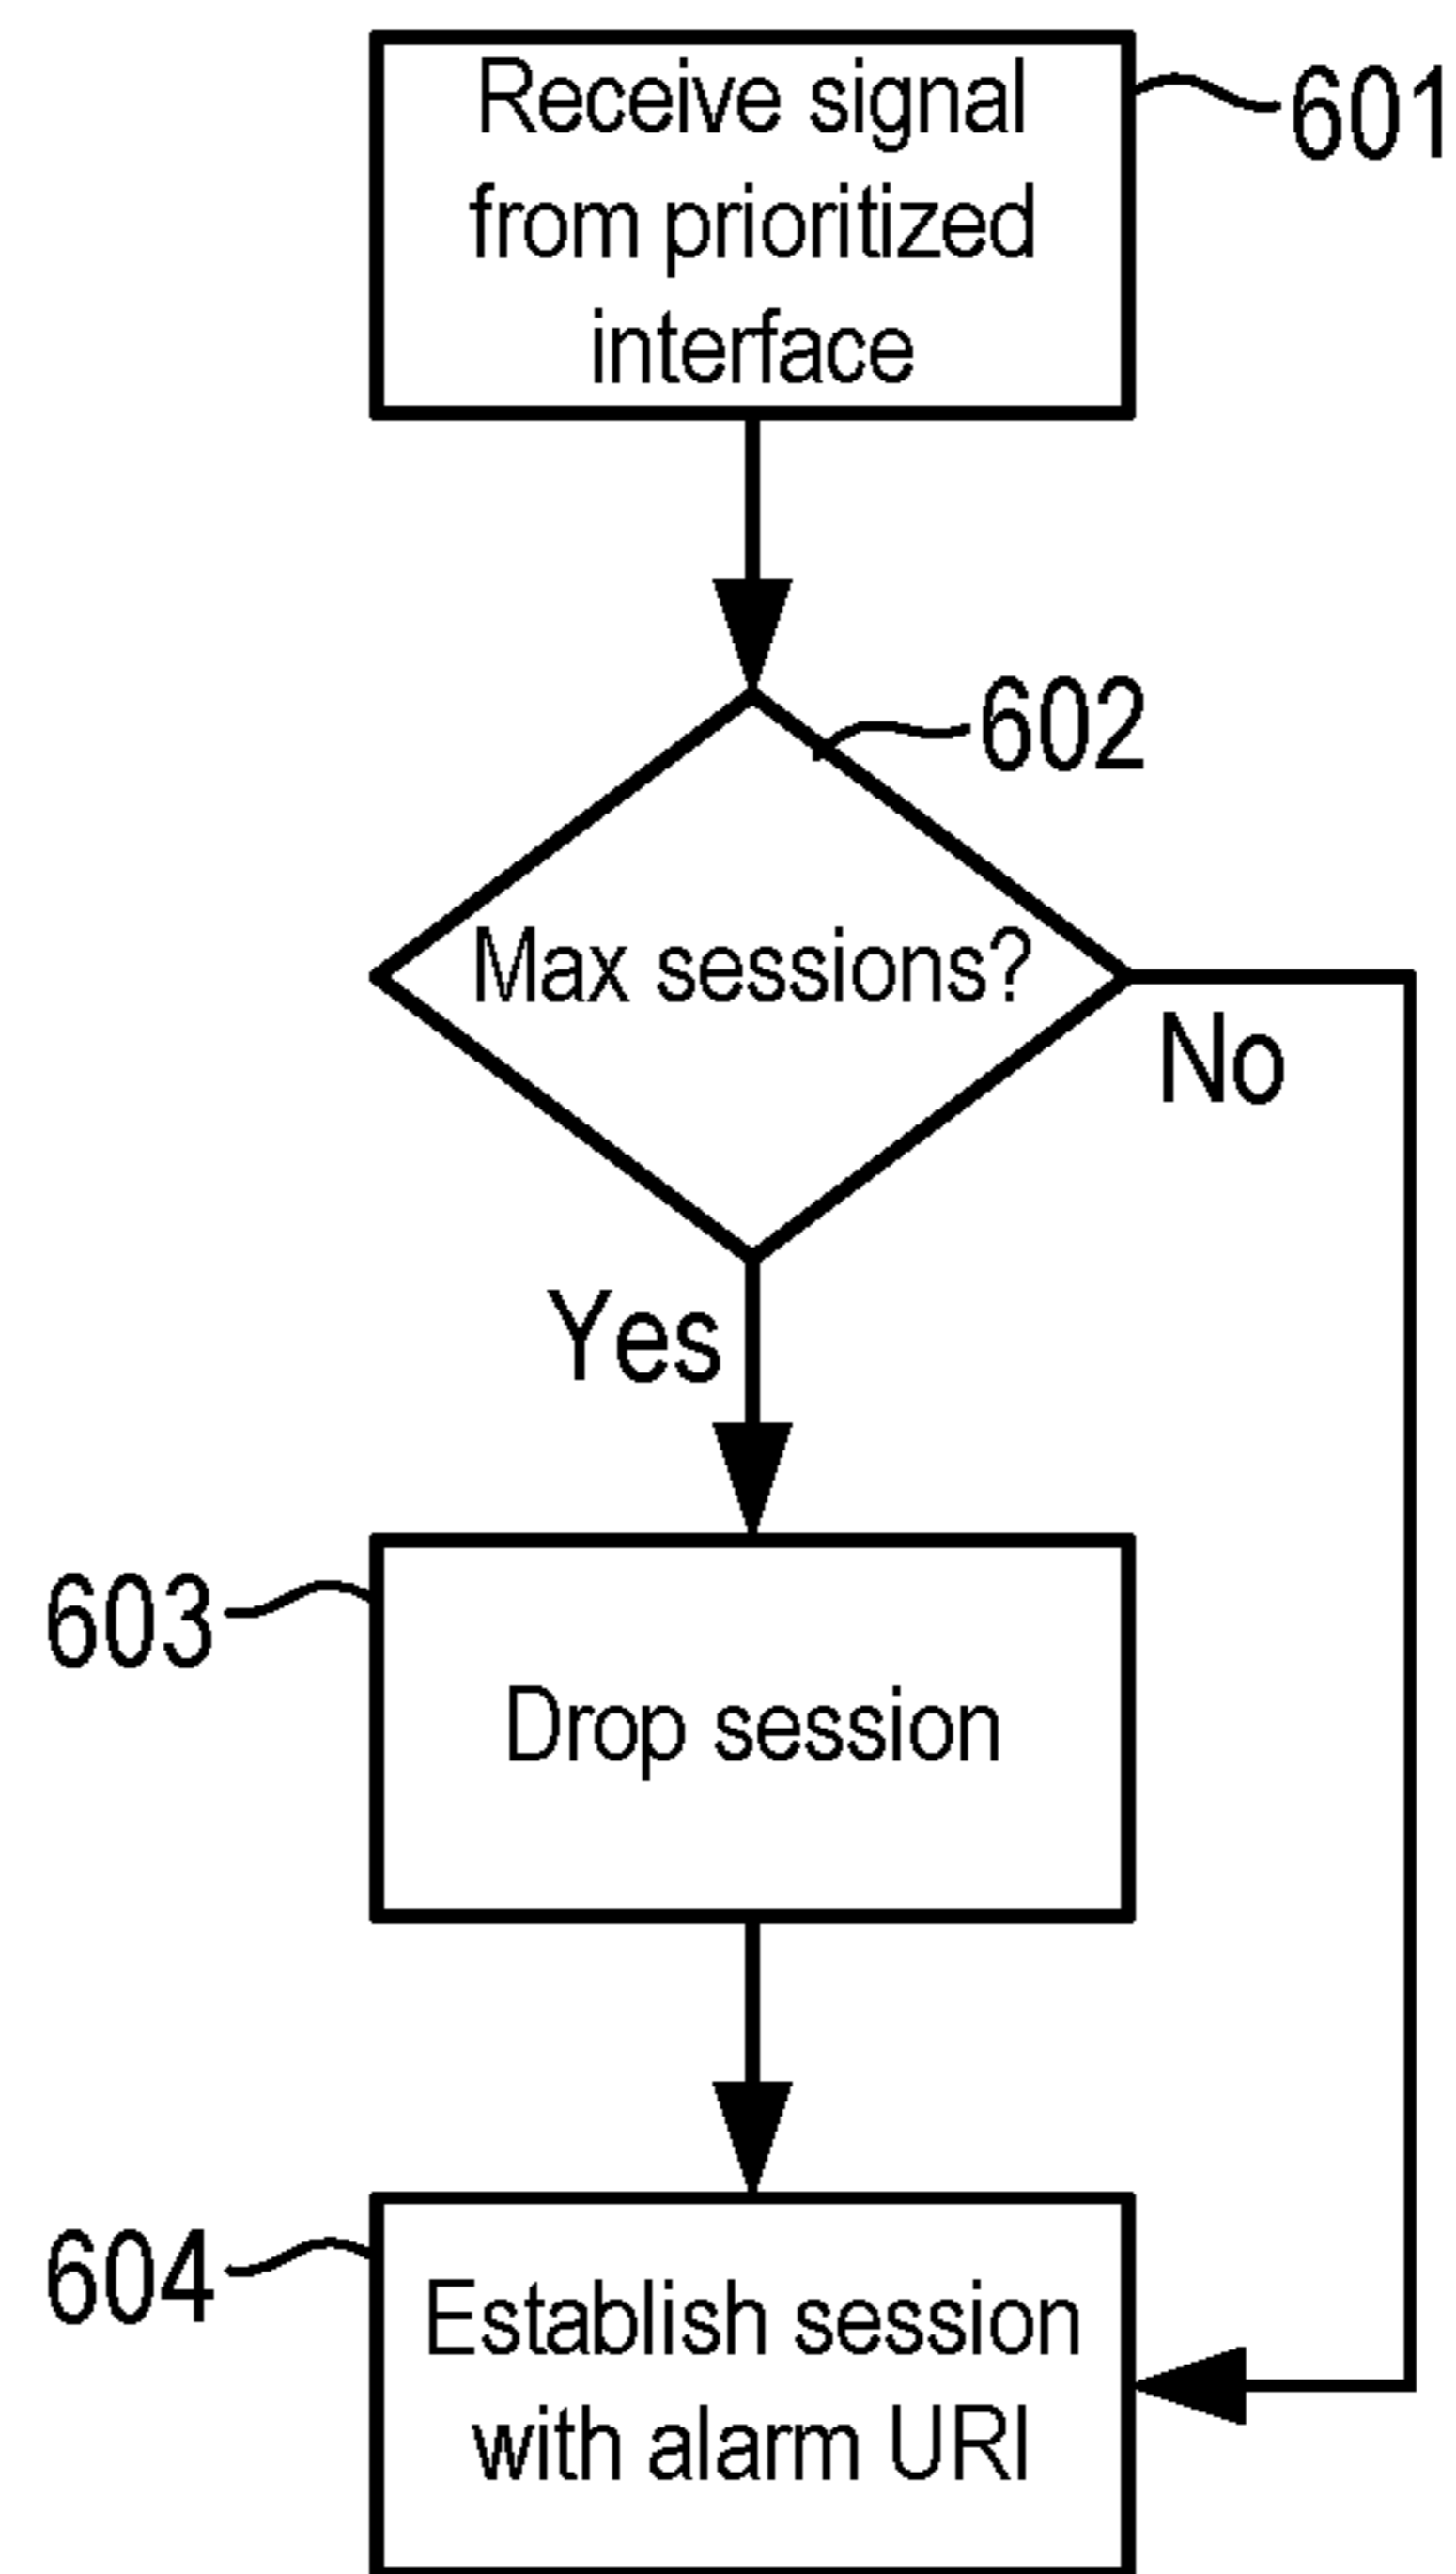 Receive signal
from prioritized
interface
601
602
Max sessions?
No
Yes
603
Drop session
604
Establish session
with alarm URI